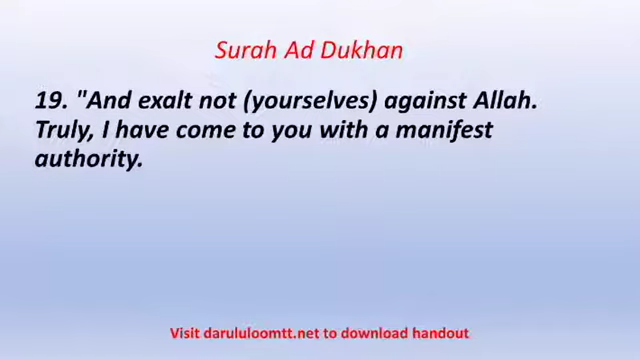 Surah Ad Dukhan
19. "And exalt not (yourselves) against Allah.
Truly, I have come to you with a manifest
authority.
Visit darululoomtt.net to download handout